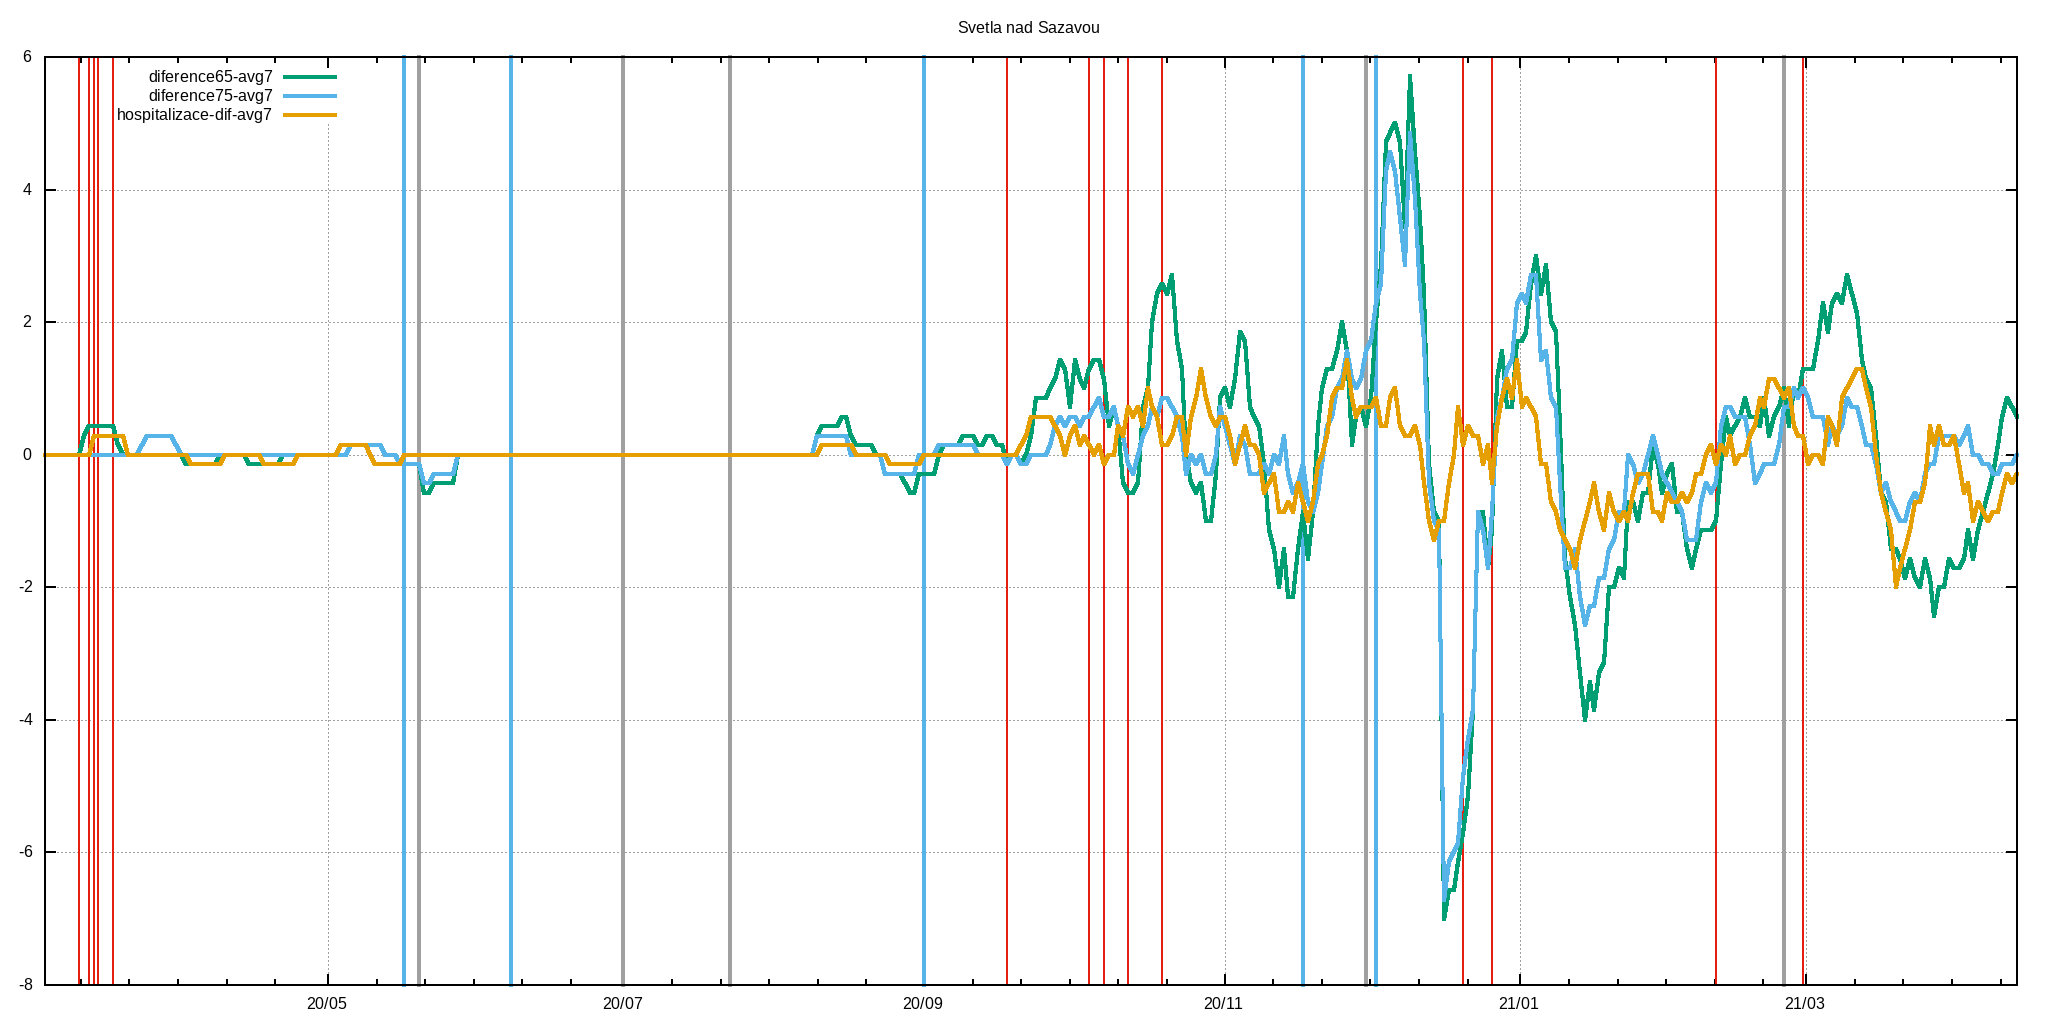 Svetla nad Sazavou
diference65-avg7
diference75-avg7
hospitalizace-dif-avg7
6
4
2
0
-2
-4
-6
-8
20/05 20/07 20/09 20/11 21/01 21/03